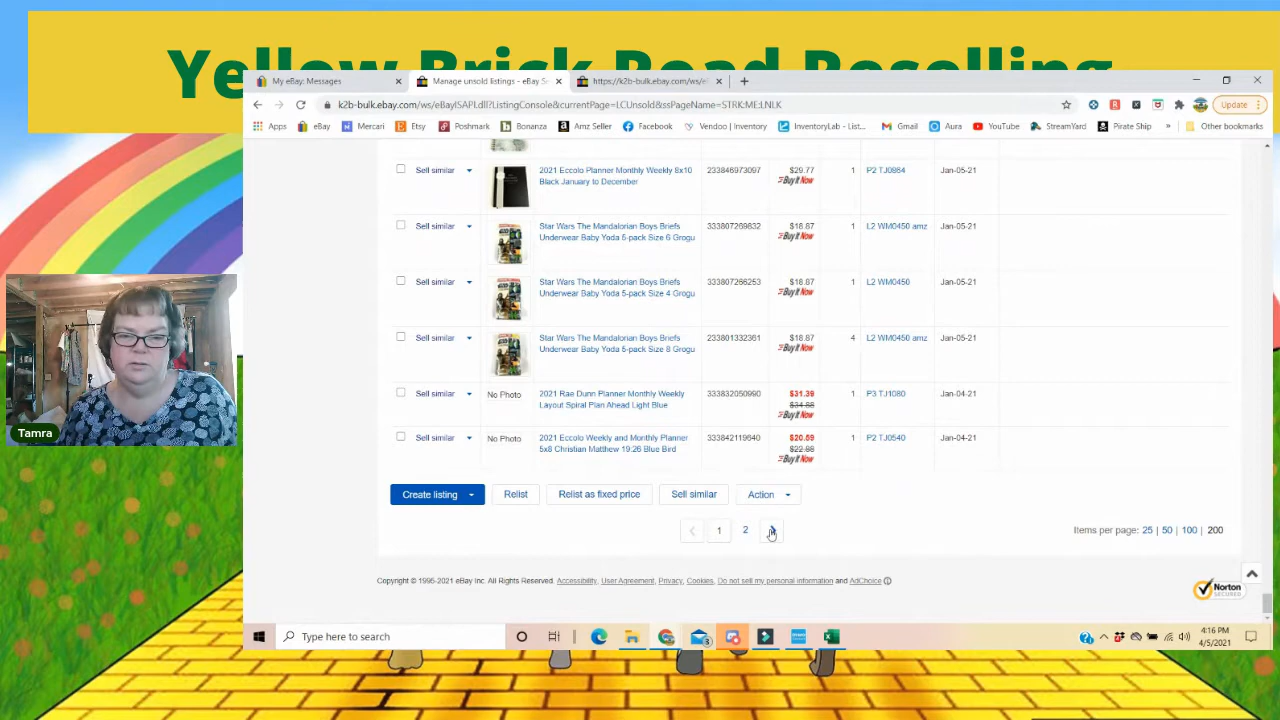 Yellow Brick Road Reselling
My eBay: Messages
Manage unsold listings - eBay Se
https://k2b-bulk.ebay.com/ws/e
k2b-bulk.ebay.com/ws/eBayISAPI.dll?ListingConsole&currentPage=LCUnsold&ssPageName=STRK:ME:LNLK
Update
Apps eBay Mercari Etsy Poshmark Bonanza Amz Seller Facebook Vendoo | Inventory InventoryLab - List... Gmail Aura YouTube StreamYard Pirate Ship » Other bookmarks
Sell similar 2021 Eccolo Planner Monthly Weekly 8x10 233846973097 $29.77 1 P2 TJ0864 Jan-05-21
Black January to December Buy It Now
Sell similar Star Wars The Mandalorian Boys Briefs 333807269832 $18.87 1 L2 WM0450 amz Jan-05-21
Underwear Baby Yoda 5-pack Size 6 Grogu Buy It Now
Sell similar Star Wars The Mandalorian Boys Briefs 333807266253 $18.87 1 L2 WM0450 Jan-05-21
Underwear Baby Yoda 5-pack Size 4 Grogu Buy It Now
Sell similar Star Wars The Mandalorian Boys Briefs 233801332361 $18.87 4 L2 WM0450 amz Jan-05-21
Underwear Baby Yoda 5-pack Size 8 Grogu Buy It Now
Sell similar No Photo 2021 Rae Dunn Planner Monthly Weekly 233832050990 $31.39 1 P3 TJ1080 Jan-04-21
Layout Spiral Plan Ahead Light Blue $34.88
Buy It Now
Sell similar No Photo 2021 Eccolo Weekly and Monthly Planner 333842119640 $20.59 1 P2 TJ0540 Jan-04-21
5x8 Christian Matthew 19:26 Blue Bird $22.88
Buy It Now
Tamra
Create listing Relist Relist as fixed price Sell similar Action
1 2 Items per page: 25 | 50 | 100 | 200
Copyright © 1995-2021 eBay Inc. All Rights Reserved. Accessibility, User Agreement, Privacy, Cookies, Do not sell my personal information and AdChoice
Norton
SECURED
Type here to search
3
4:16 PM
4/5/2021